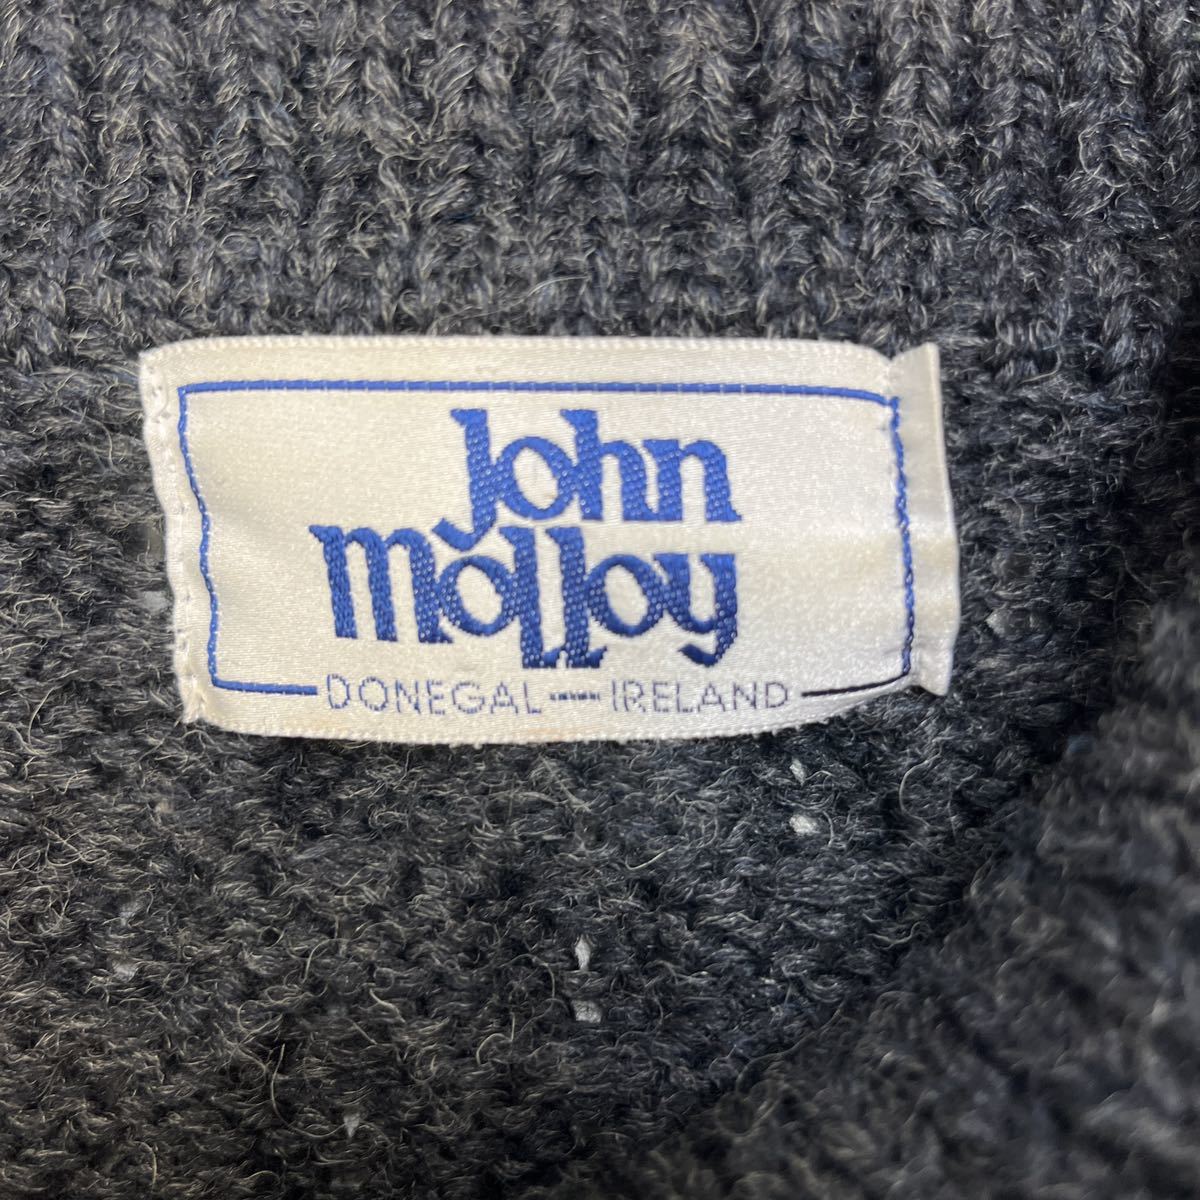 John
molloy
DONEGAL — IRELAND